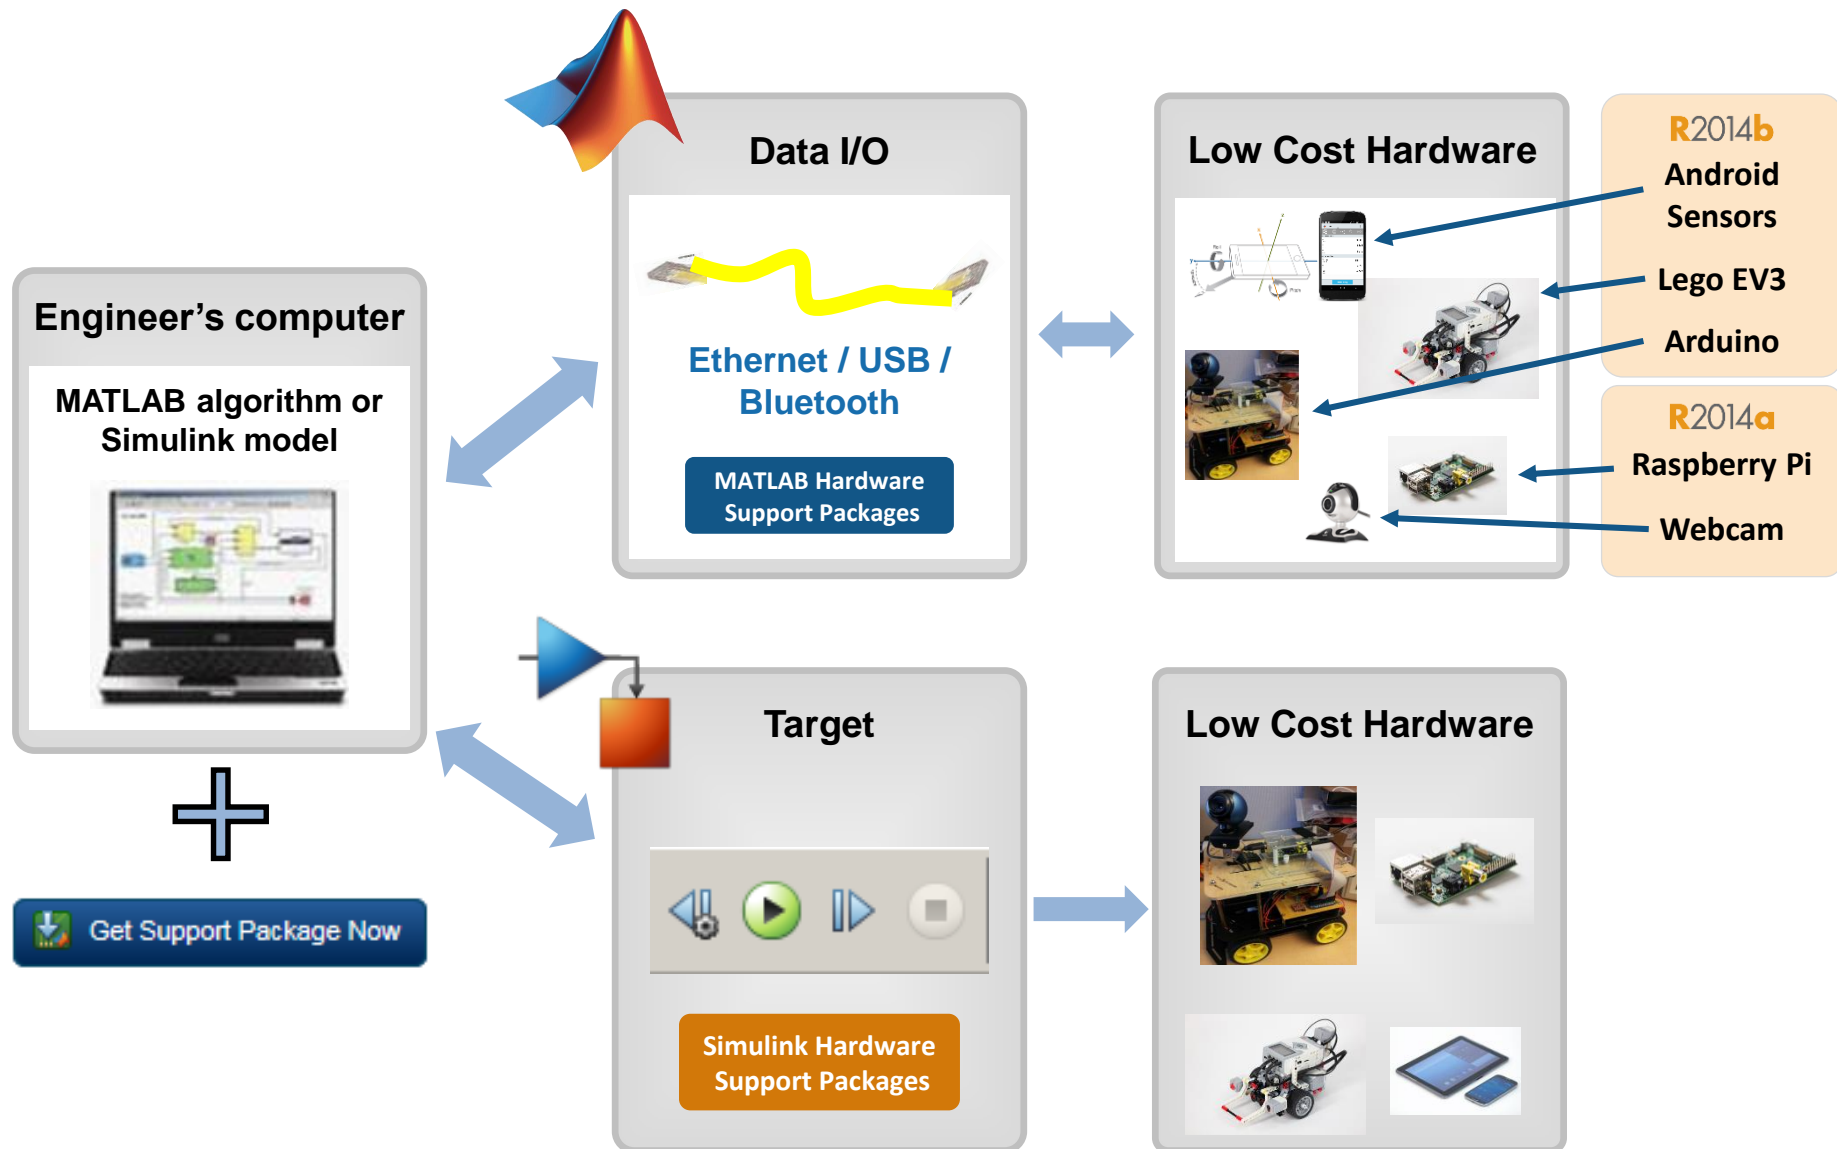 Engineer's computer
MATLAB algorithm or
Simulink model
Get Support Package Now
Data I/O
Ethernet / USB /
Bluetooth
MATLAB Hardware
Support Packages
Low Cost Hardware
R2014b
Android
Sensors
Lego EV3
Arduino
R2014a
Raspberry Pi
Webcam
Target
Simulink Hardware
Support Packages
Low Cost Hardware